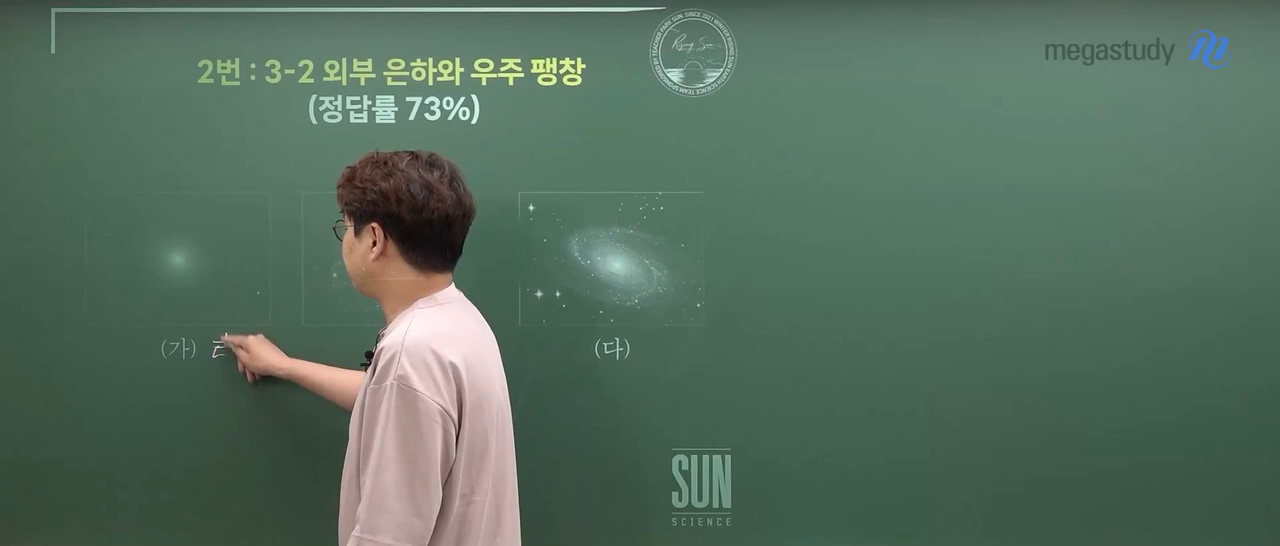 2번 : 3-2 외부 은하와 우주 팽창
(정답률 73%)
megastudy
(가)
(다)
SUN
SCIENCE